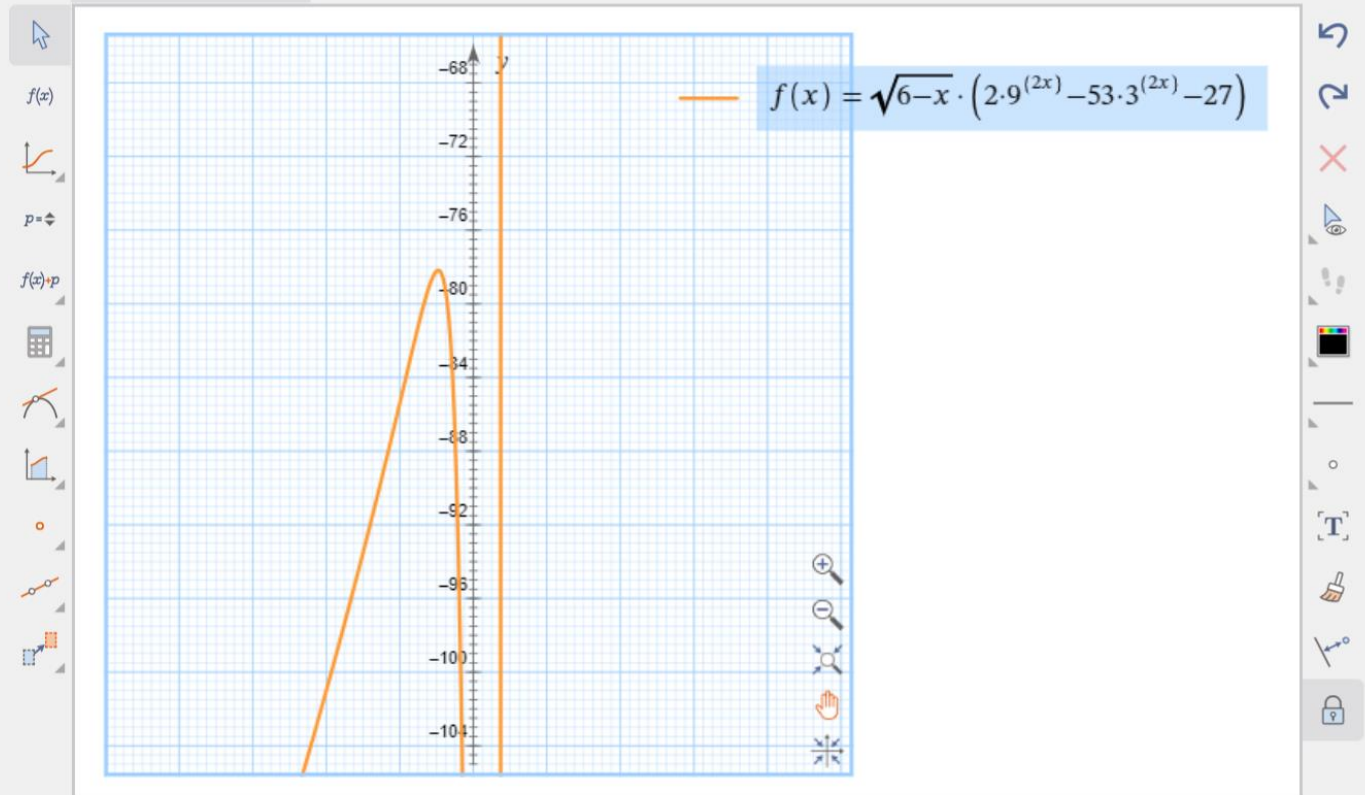 f(x)
p=
f(x)+p
y
f(x) = √6−x · (2·9^(2x) −53·3^(2x) −27)
−68
−72
−76
−80
−84
−88
−92
−96
−100
−104
T